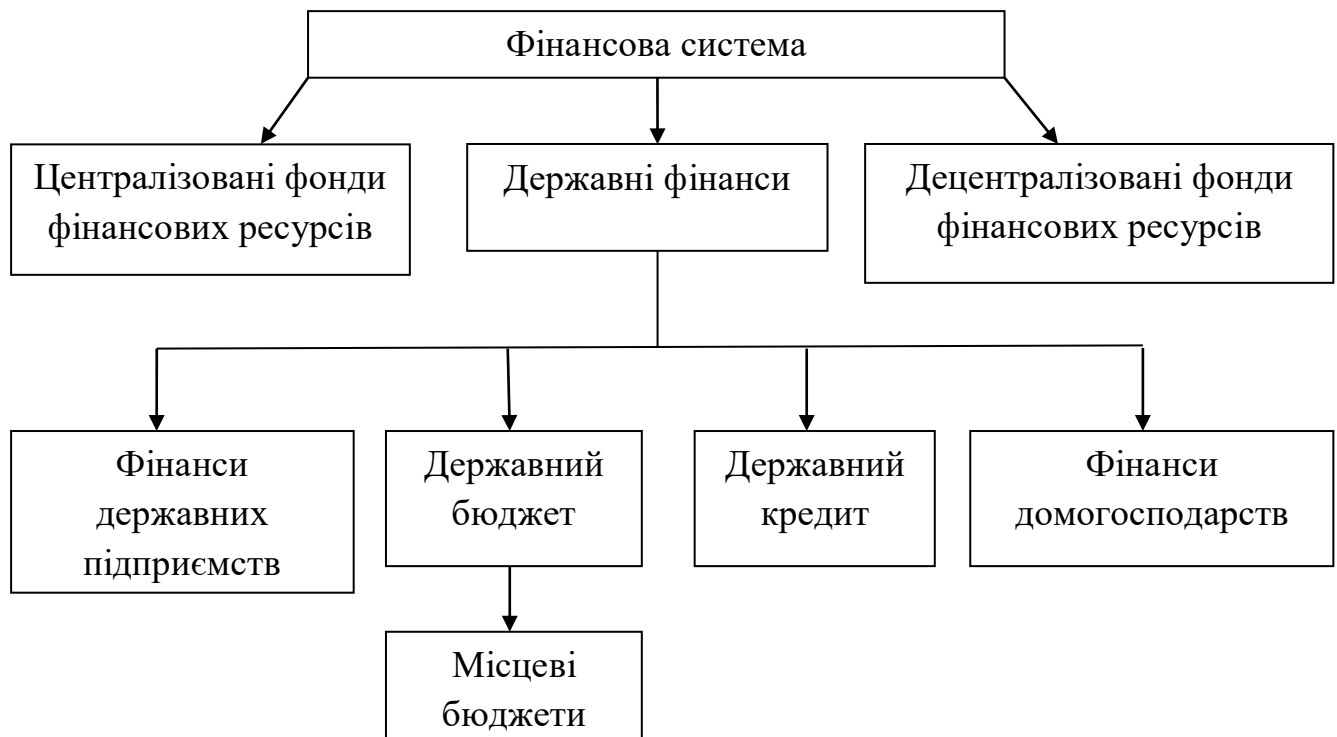 Фінансова система
Централізовані фонди
фінансових ресурсів
Державні фінанси
Децентралізовані фонди
фінансових ресурсів
Фінанси
державних
підприємств
Державний
бюджет
Державний
кредит
Фінанси
домогосподарств
Місцеві
бюджети